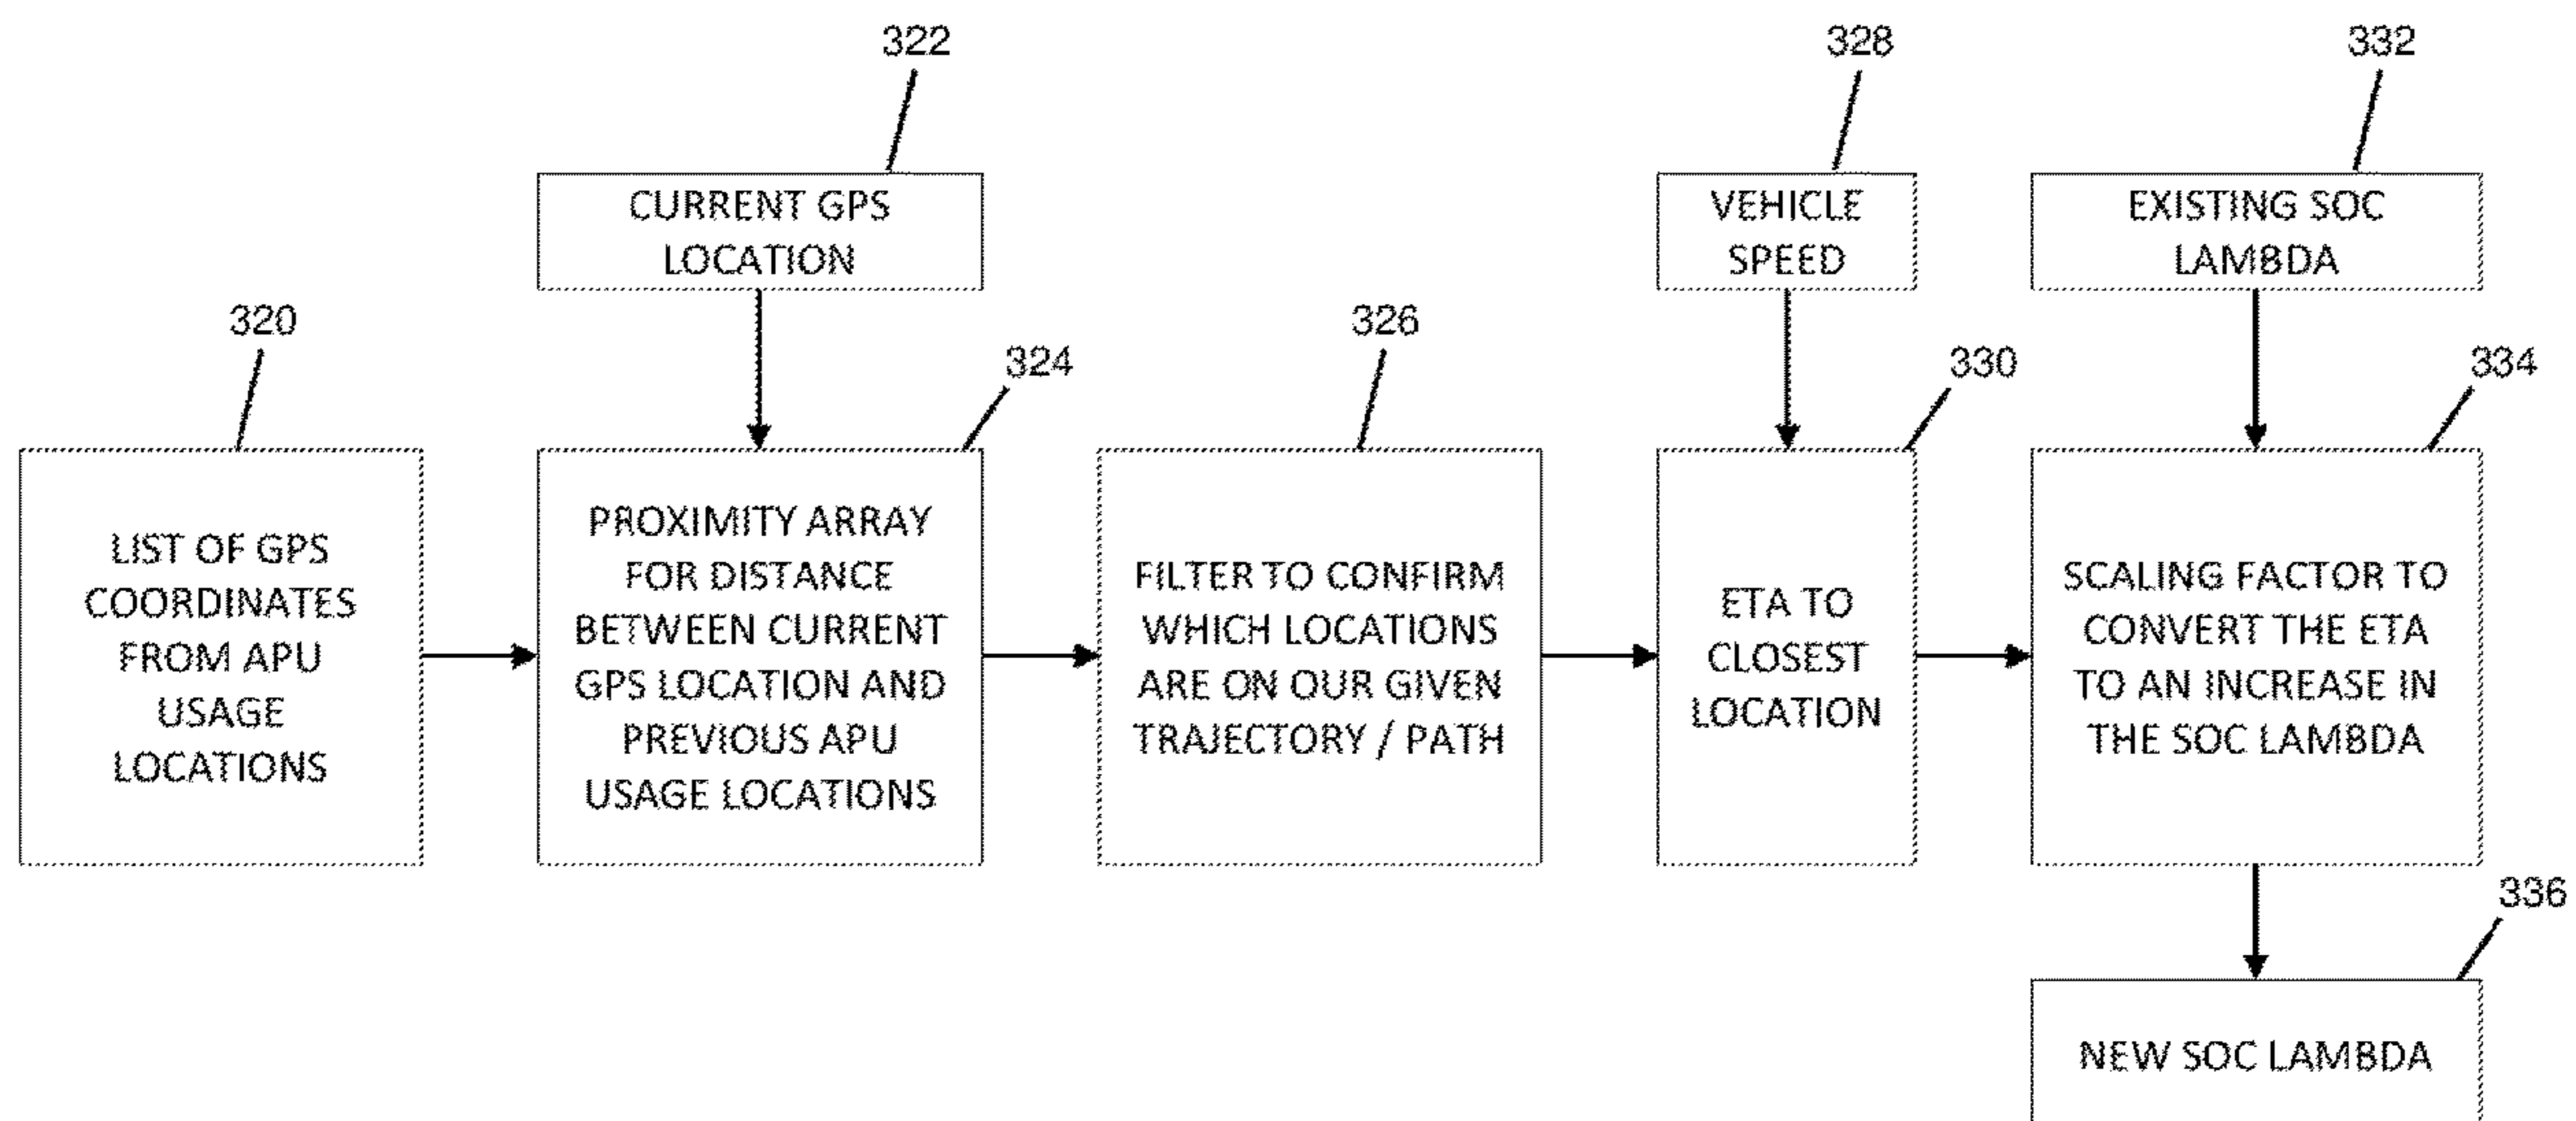 322
328
332
CURRENT GPS
LOCATION
VEHICLE
SPEED
EXISTING SOC
LAMBDA
320
324
326
330
334
LIST OF GPS
COORDINATES
FROM APU
USAGE
LOCATIONS
PROXIMITY ARRAY
FOR DISTANCE
BETWEEN CURRENT
GPS LOCATION AND
PREVIOUS APU
USAGE LOCATIONS
FILTER TO CONFIRM
WHICH LOCATIONS
ARE ON OUR GIVEN
TRAJECTORY / PATH
ETA TO
CLOSEST
LOCATION
SCALING FACTOR TO
CONVERT THE ETA
TO AN INCREASE IN
THE SOC LAMBDA
336
NEW SOC LAMBDA